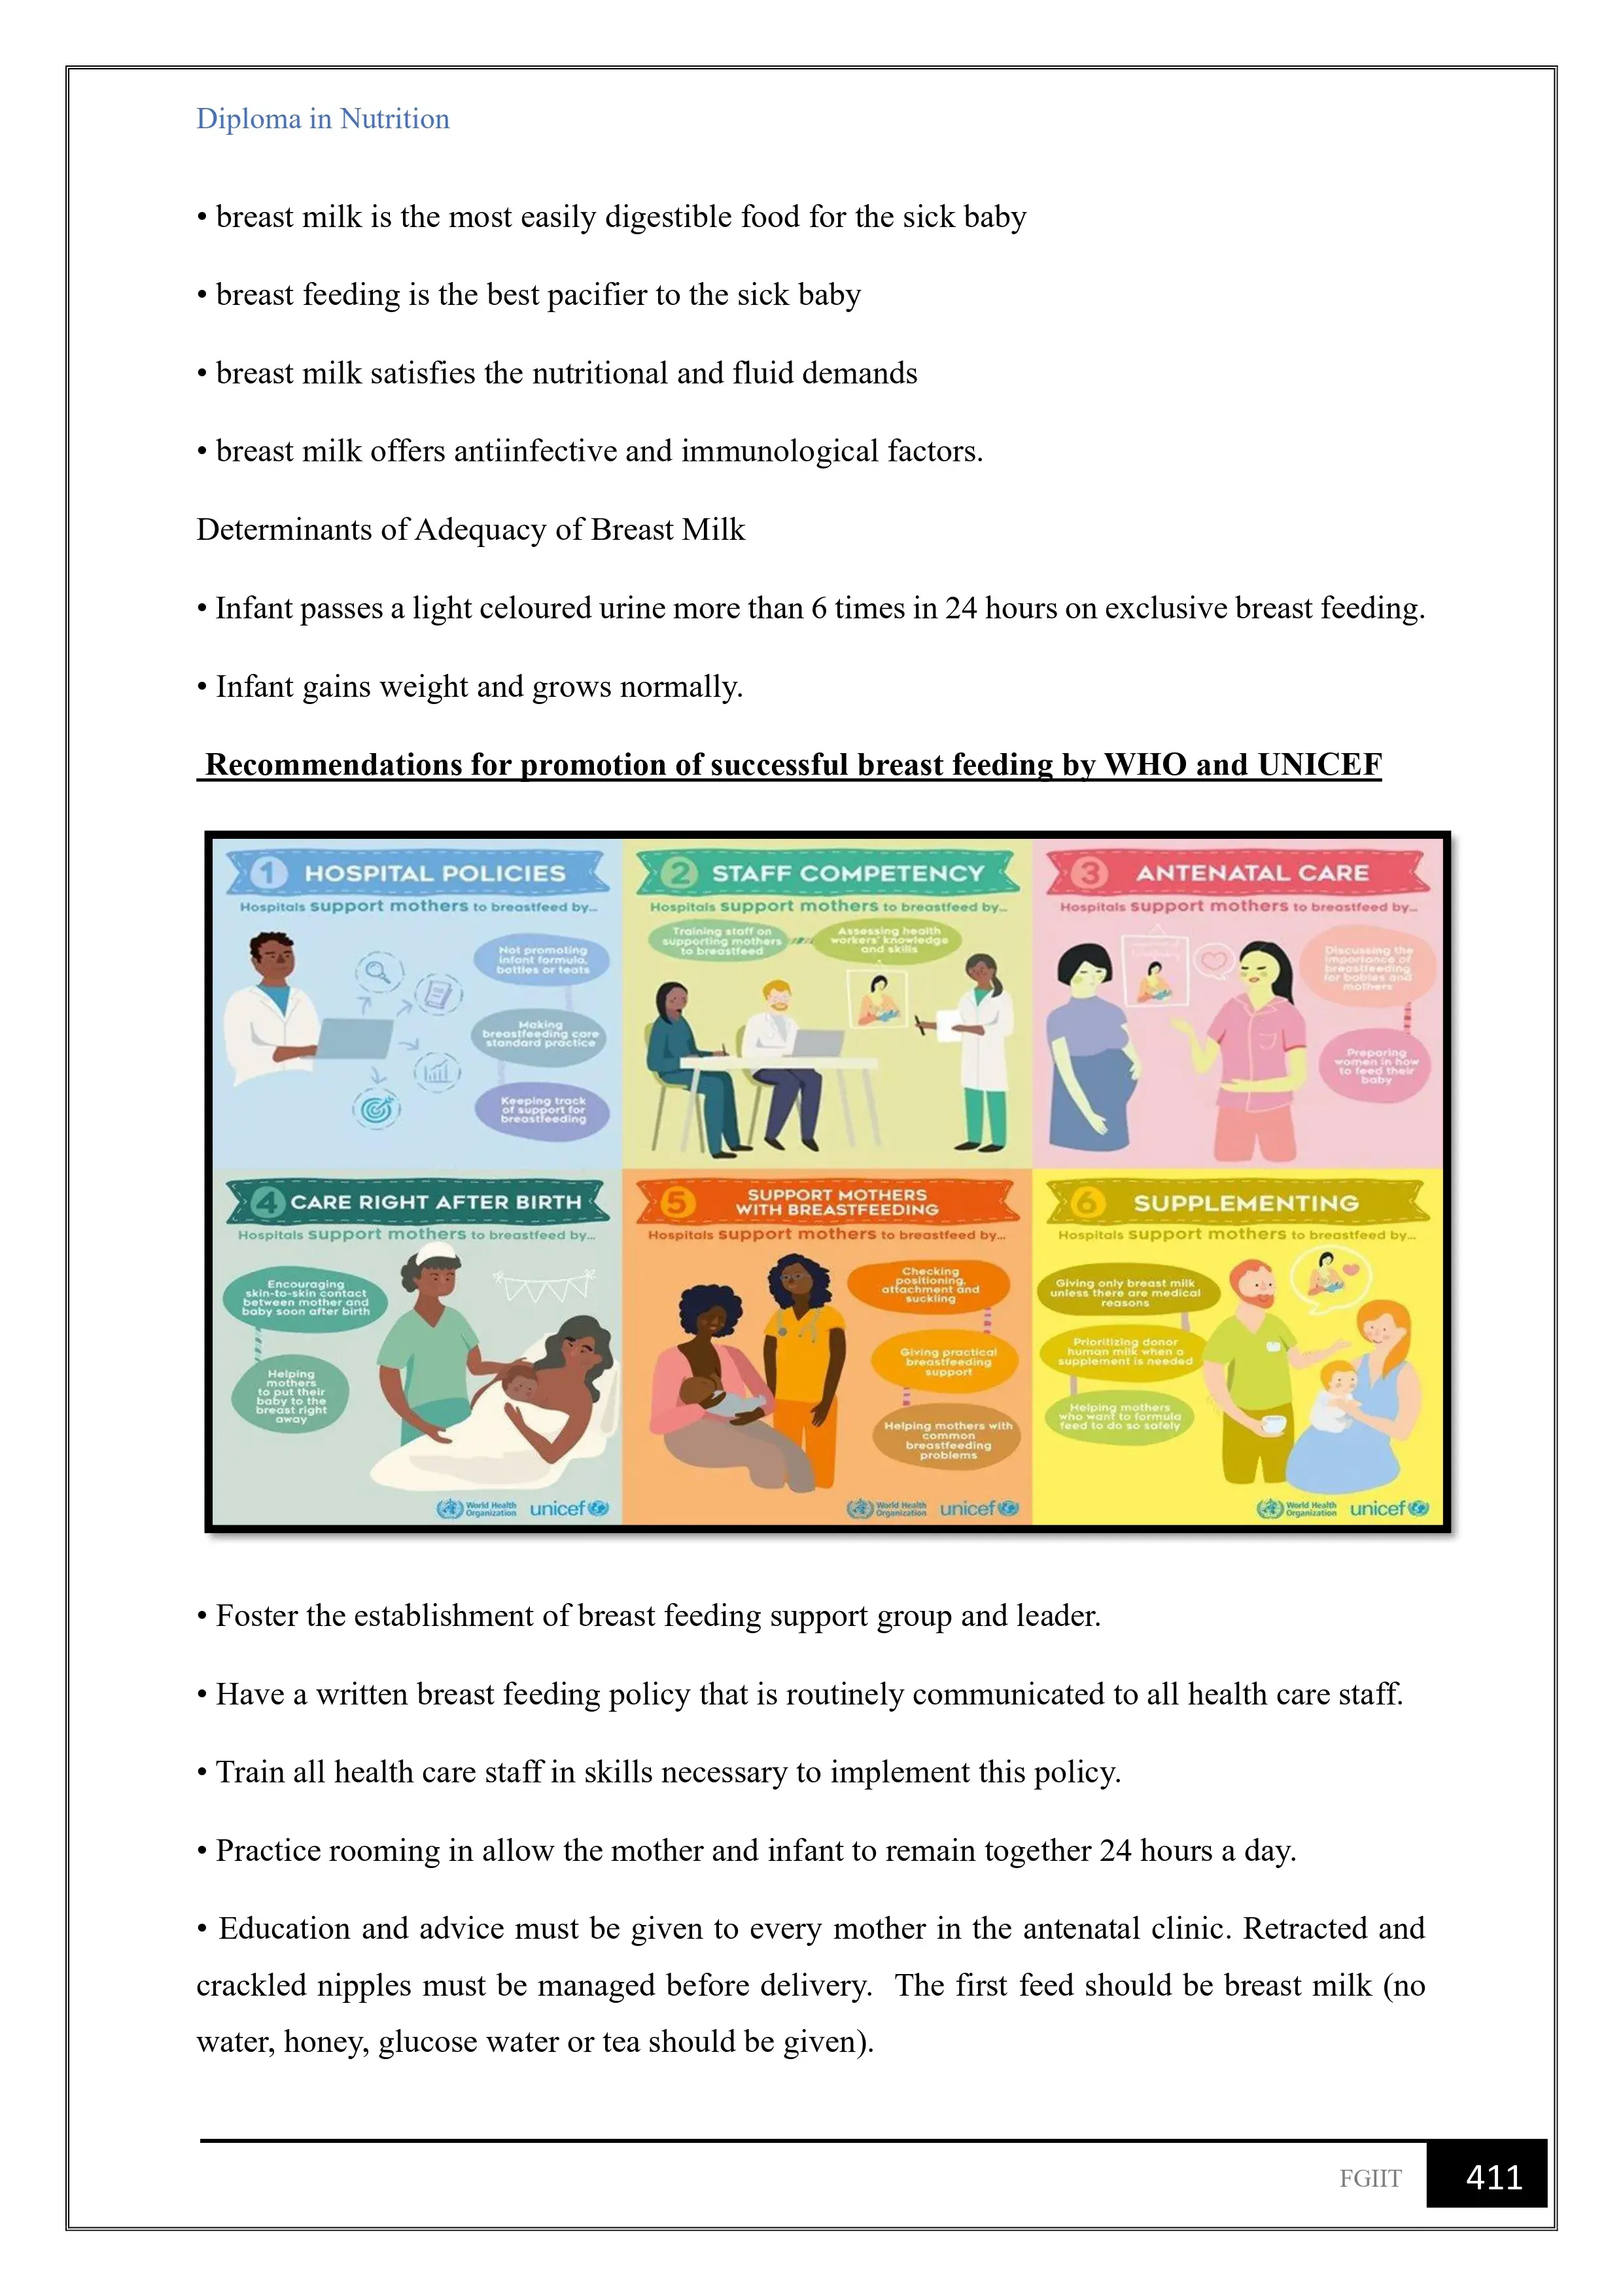 Diploma in Nutrition
• breast milk is the most easily digestible food for the sick baby
• breast feeding is the best pacifier to the sick baby
• breast milk satisfies the nutritional and fluid demands
• breast milk offers antiinfective and immunological factors.
Determinants of Adequacy of Breast Milk
• Infant passes a light celoured urine more than 6 times in 24 hours on exclusive breast feeding.
• Infant gains weight and grows normally.
Recommendations for promotion of successful breast feeding by WHO and UNICEF
1 HOSPITAL POLICIES
Hospitals support mothers to breastfeed by...
Not promoting
infant formula,
bottles or teats
Making
breastfeeding care
standard practice
Keeping track
of support for
breastfeeding
2 STAFF COMPETENCY
Hospitals support mothers to breastfeed by...
Training staff on
supporting mothers
to breastfeed
Assessing health
workers' knowledge
and skills
3 ANTENATAL CARE
Hospitals support mothers to breastfeed by...
Discussing the
importance of
breastfeeding
for babies and
mothers
Preparing
women in how
to feed their
baby
4 CARE RIGHT AFTER BIRTH
Hospitals support mothers to breastfeed by...
Encouraging
skin-to-skin contact
between mother and
baby soon after birth
Helping
mothers
to put their
baby to the
breast right
away
World Health
Organization
unicef
5 SUPPORT MOTHERS
WITH BREASTFEEDING
Hospitals support mothers to breastfeed by...
Checking
positioning,
attachment and
suckling
Giving practical
breastfeeding
support
Helping mothers with
common
breastfeeding
problems
World Health
Organization
unicef
6 SUPPLEMENTING
Hospitals support mothers to breastfeed by...
Giving only breast milk
unless there are medical
reasons
Prioritizing donor
human milk when a
supplement is needed
Helping mothers
who want to formula
feed to do so safely
World Health
Organization
unicef
• Foster the establishment of breast feeding support group and leader.
• Have a written breast feeding policy that is routinely communicated to all health care staff.
• Train all health care staff in skills necessary to implement this policy.
• Practice rooming in allow the mother and infant to remain together 24 hours a day.
• Education and advice must be given to every mother in the antenatal clinic. Retracted and
crackled nipples must be managed before delivery. The first feed should be breast milk (no
water, honey, glucose water or tea should be given).
FGIIT 411